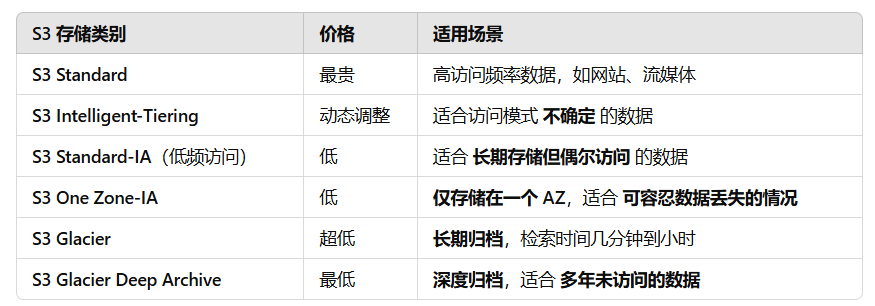 S3 存储类别 价格 适用场景
S3 Standard 最贵 高访问频率数据，如网站、流媒体
S3 Intelligent-Tiering 动态调整 适合访问模式 不确定 的数据
S3 Standard-IA（低频访问） 低 适合 长期存储但偶尔访问 的数据
S3 One Zone-IA 低 仅存储在一个 AZ，适合 可容忍数据丢失的情况
S3 Glacier 超低 长期归档，检索时间几分钟到小时
S3 Glacier Deep Archive 最低 深度归档，适合 多年未访问的数据